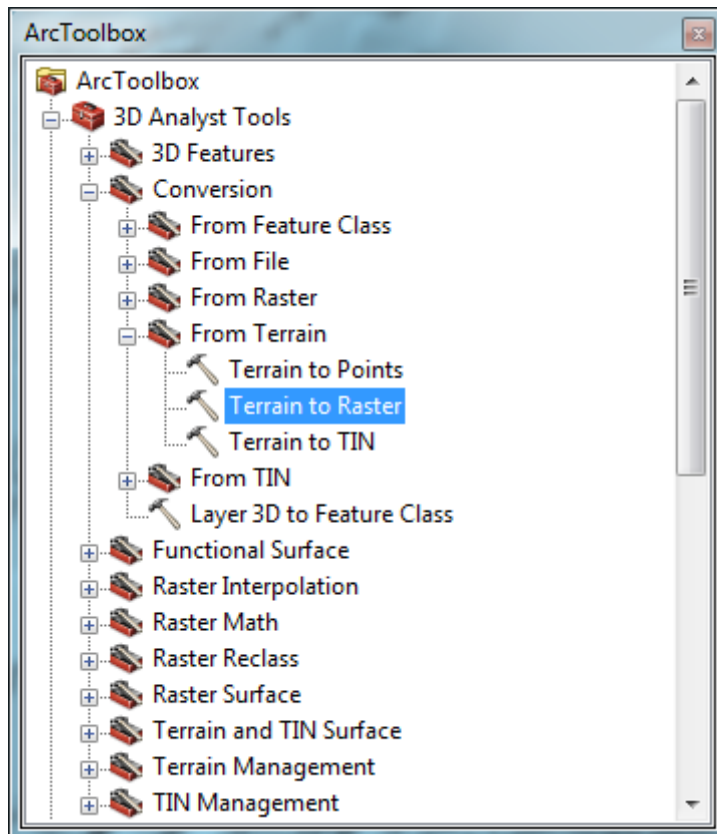 ArcToolbox
ArcToolbox
3D Analyst Tools
3D Features
Conversion
From Feature Class
From File
From Raster
From Terrain
Terrain to Points
Terrain to Raster
Terrain to TIN
From TIN
Layer 3D to Feature Class
Functional Surface
Raster Interpolation
Raster Math
Raster Reclass
Raster Surface
Terrain and TIN Surface
Terrain Management
TIN Management